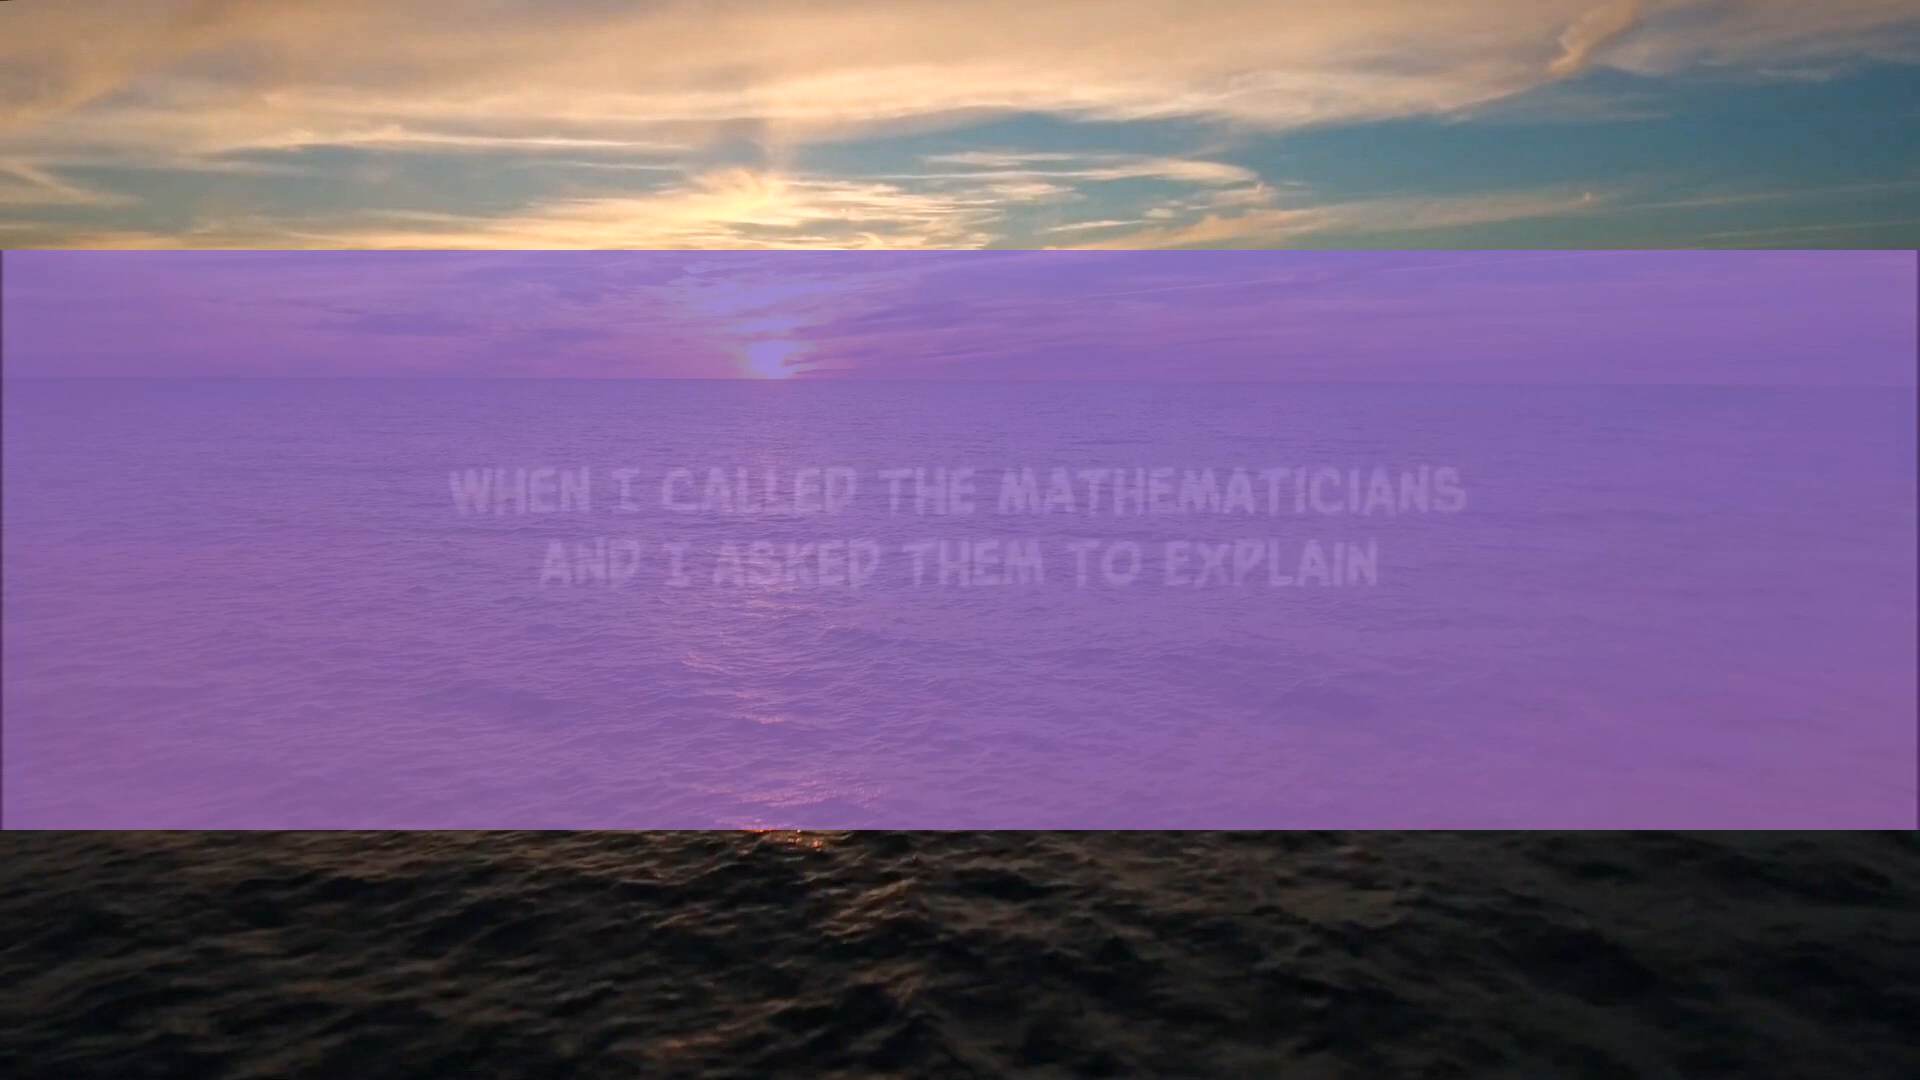 WHEN I CALLED THE MATHEMATICIANS
AND I ASKED THEM TO EXPLAIN